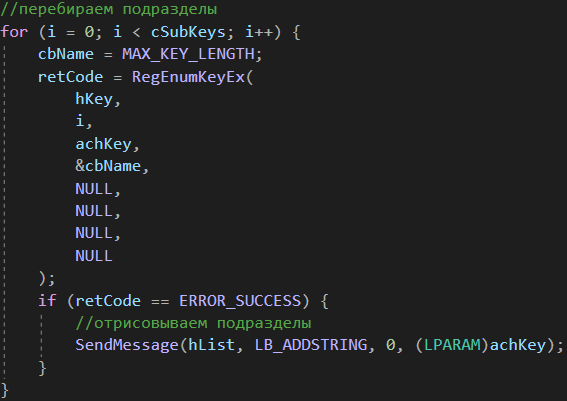 //перебираем подразделы
for (i = 0; i < cSubKeys; i++) {
    cbName = MAX_KEY_LENGTH;
    retCode = RegEnumKeyEx(
        hKey,
        i,
        achKey,
        &cbName,
        NULL,
        NULL,
        NULL,
        NULL
    );
    if (retCode == ERROR_SUCCESS) {
        //отрисовываем подразделы
        SendMessage(hList, LB_ADDSTRING, 0, (LPARAM)achKey);
    }
}